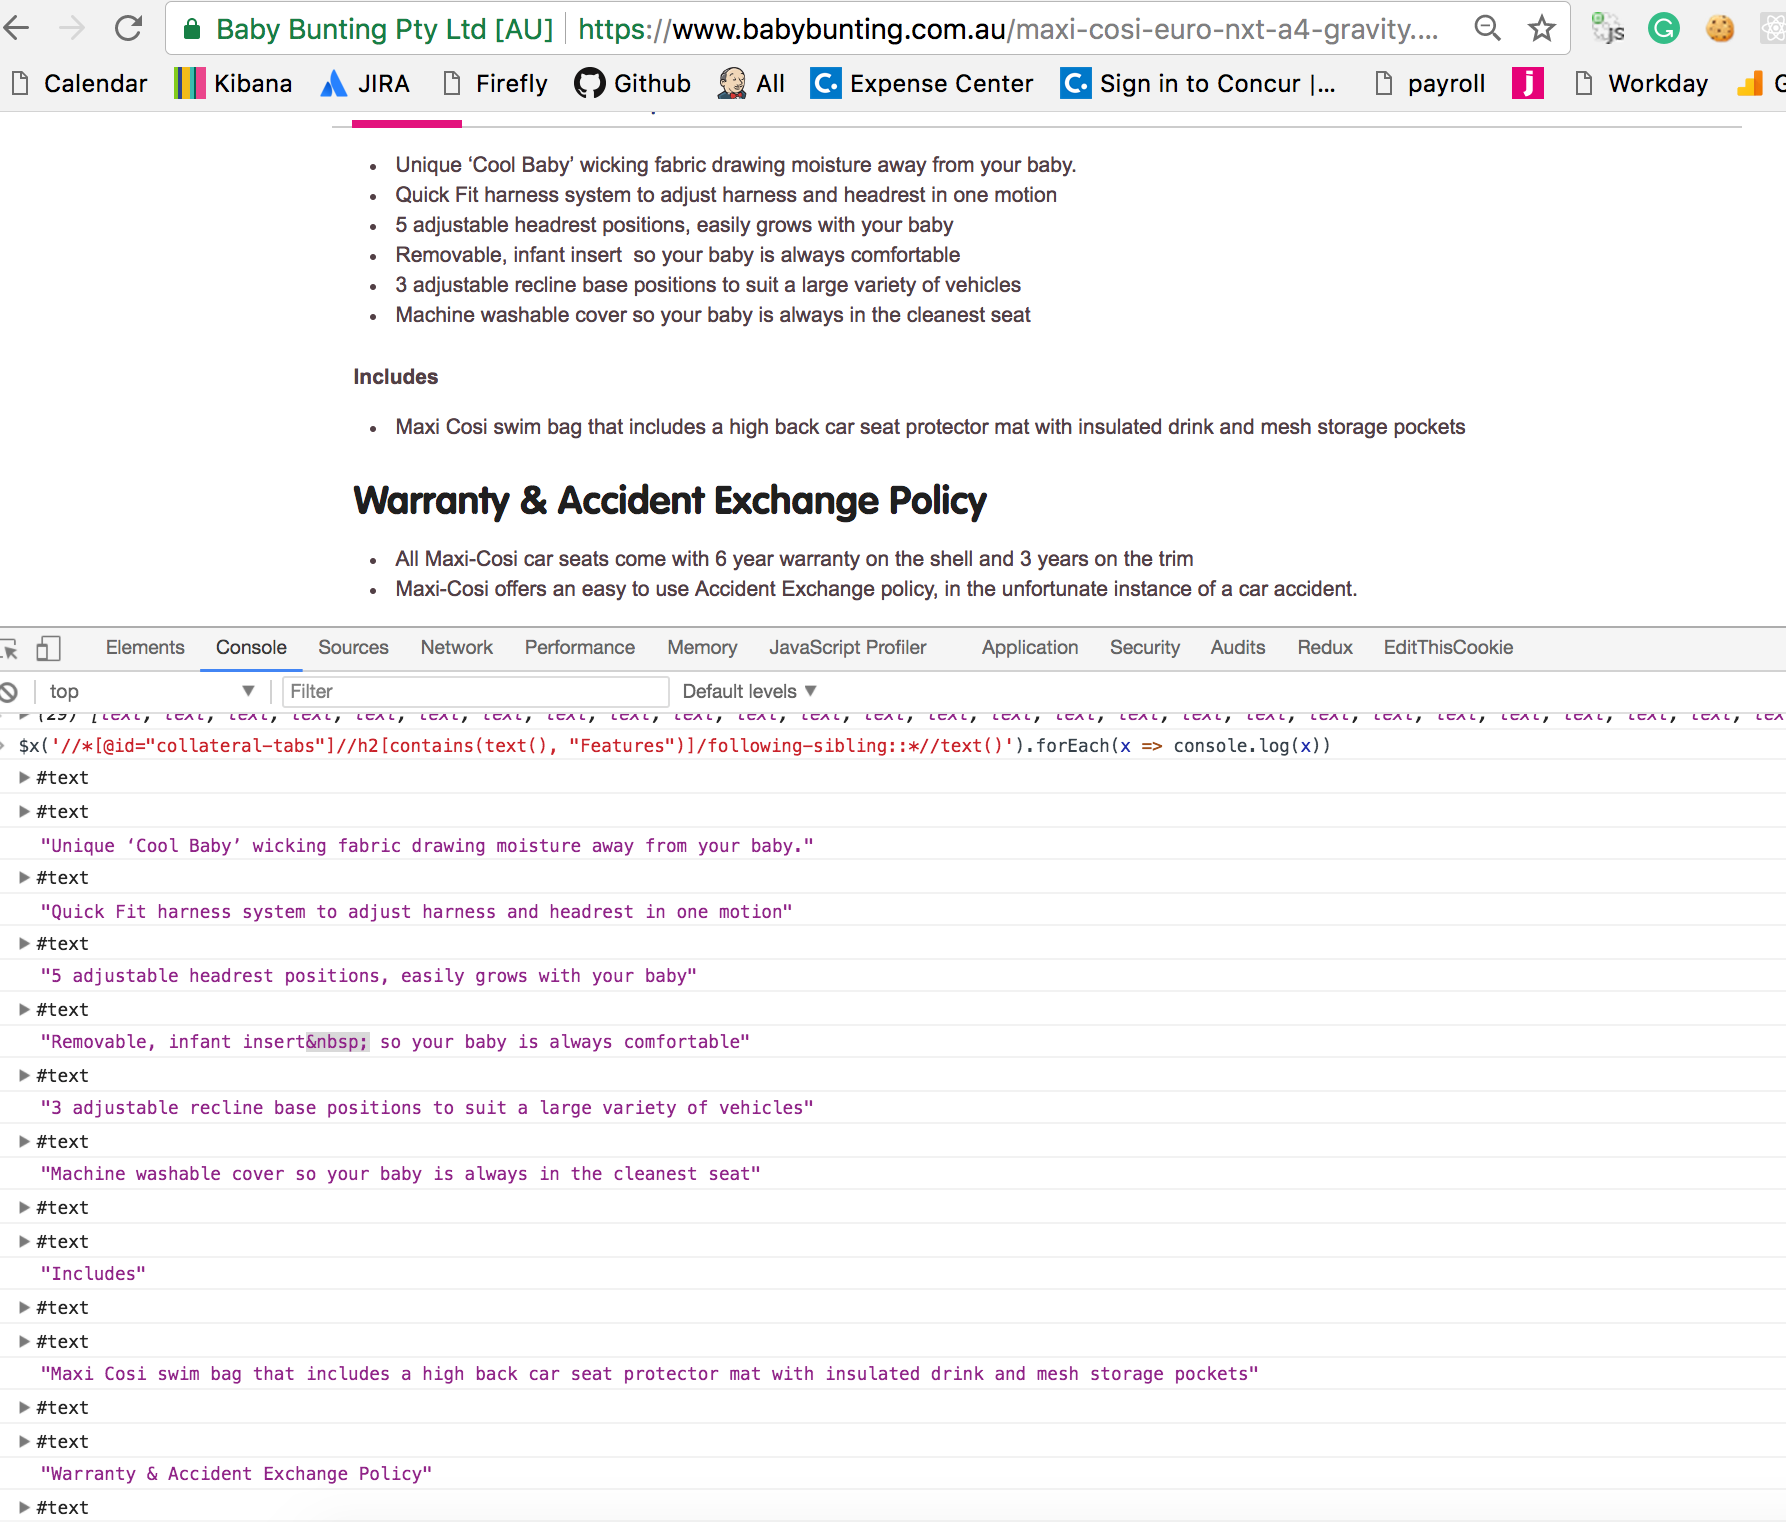 Baby Bunting Pty Ltd [AU] https://www.babybunting.com.au/maxi-cosi-euro-nxt-a4-gravity.... JS G
Calendar Kibana JIRA Firefly Github All C. Expense Center C. Sign in to Concur |... payroll j Workday G
Unique ‘Cool Baby’ wicking fabric drawing moisture away from your baby.
Quick Fit harness system to adjust harness and headrest in one motion
5 adjustable headrest positions, easily grows with your baby
Removable, infant insert  so your baby is always comfortable
3 adjustable recline base positions to suit a large variety of vehicles
Machine washable cover so your baby is always in the cleanest seat
Includes
Maxi Cosi swim bag that includes a high back car seat protector mat with insulated drink and mesh storage pockets
Warranty & Accident Exchange Policy
All Maxi-Cosi car seats come with 6 year warranty on the shell and 3 years on the trim
Maxi-Cosi offers an easy to use Accident Exchange policy, in the unfortunate instance of a car accident.
Elements Console Sources Network Performance Memory JavaScript Profiler Application Security Audits Redux EditThisCookie
top Filter Default levels
(29) [text, text, text, text, text, text, text, text, text, text, text, text, text, text, text, text, text, text, text, text, text, text, text, text, text, text, tex
$x('//*[@id="collateral-tabs"]//h2[contains(text(), "Features")]/following-sibling::*//text()').forEach(x => console.log(x))
#text
#text
"Unique ‘Cool Baby’ wicking fabric drawing moisture away from your baby."
#text
"Quick Fit harness system to adjust harness and headrest in one motion"
#text
"5 adjustable headrest positions, easily grows with your baby"
#text
"Removable, infant insert&nbsp; so your baby is always comfortable"
#text
"3 adjustable recline base positions to suit a large variety of vehicles"
#text
"Machine washable cover so your baby is always in the cleanest seat"
#text
#text
"Includes"
#text
#text
"Maxi Cosi swim bag that includes a high back car seat protector mat with insulated drink and mesh storage pockets"
#text
#text
"Warranty & Accident Exchange Policy"
#text